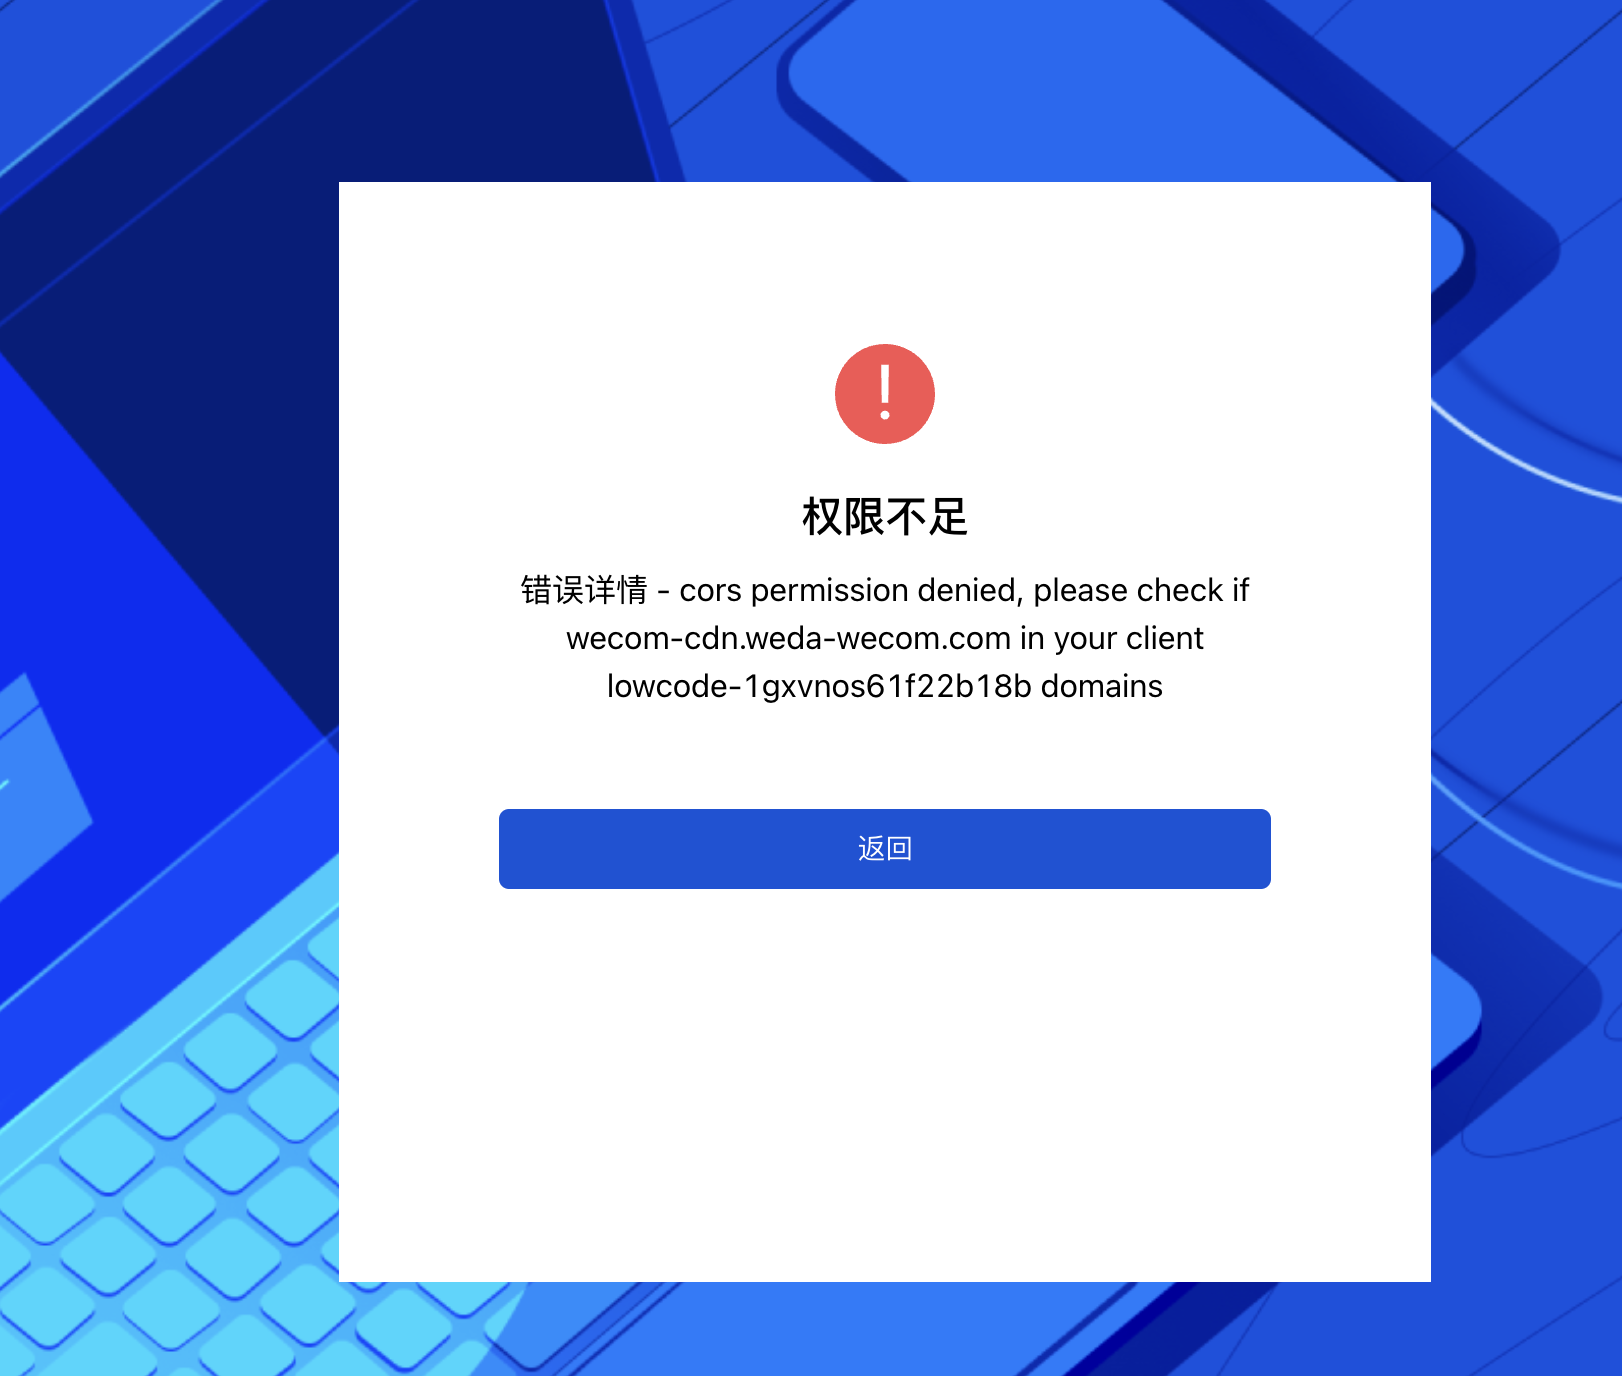 权限不足
错误详情 - cors permission denied, please check if
wecom-cdn.weda-wecom.com in your client
lowcode-1gxvnos61f22b18b domains
返回